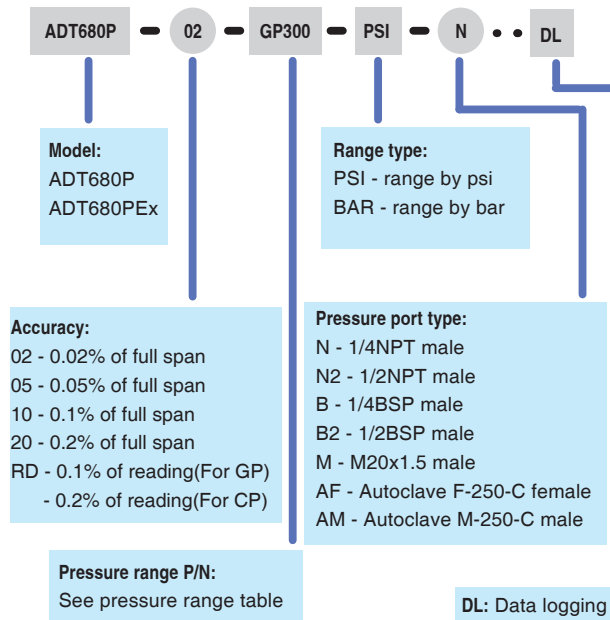 ADT680P - 02 - GP300 - PSI - N • • DL
Model:
ADT680P
ADT680PEx
Range type:
PSI - range by psi
BAR - range by bar
Accuracy:
02 - 0.02% of full span
05 - 0.05% of full span
10 - 0.1% of full span
20 - 0.2% of full span
RD - 0.1% of reading(For GP)
- 0.2% of reading(For CP)
Pressure port type:
N - 1/4NPT male
N2 - 1/2NPT male
B - 1/4BSP male
B2 - 1/2BSP male
M - M20x1.5 male
AF - Autoclave F-250-C female
AM - Autoclave M-250-C male
Pressure range P/N:
See pressure range table
DL: Data logging